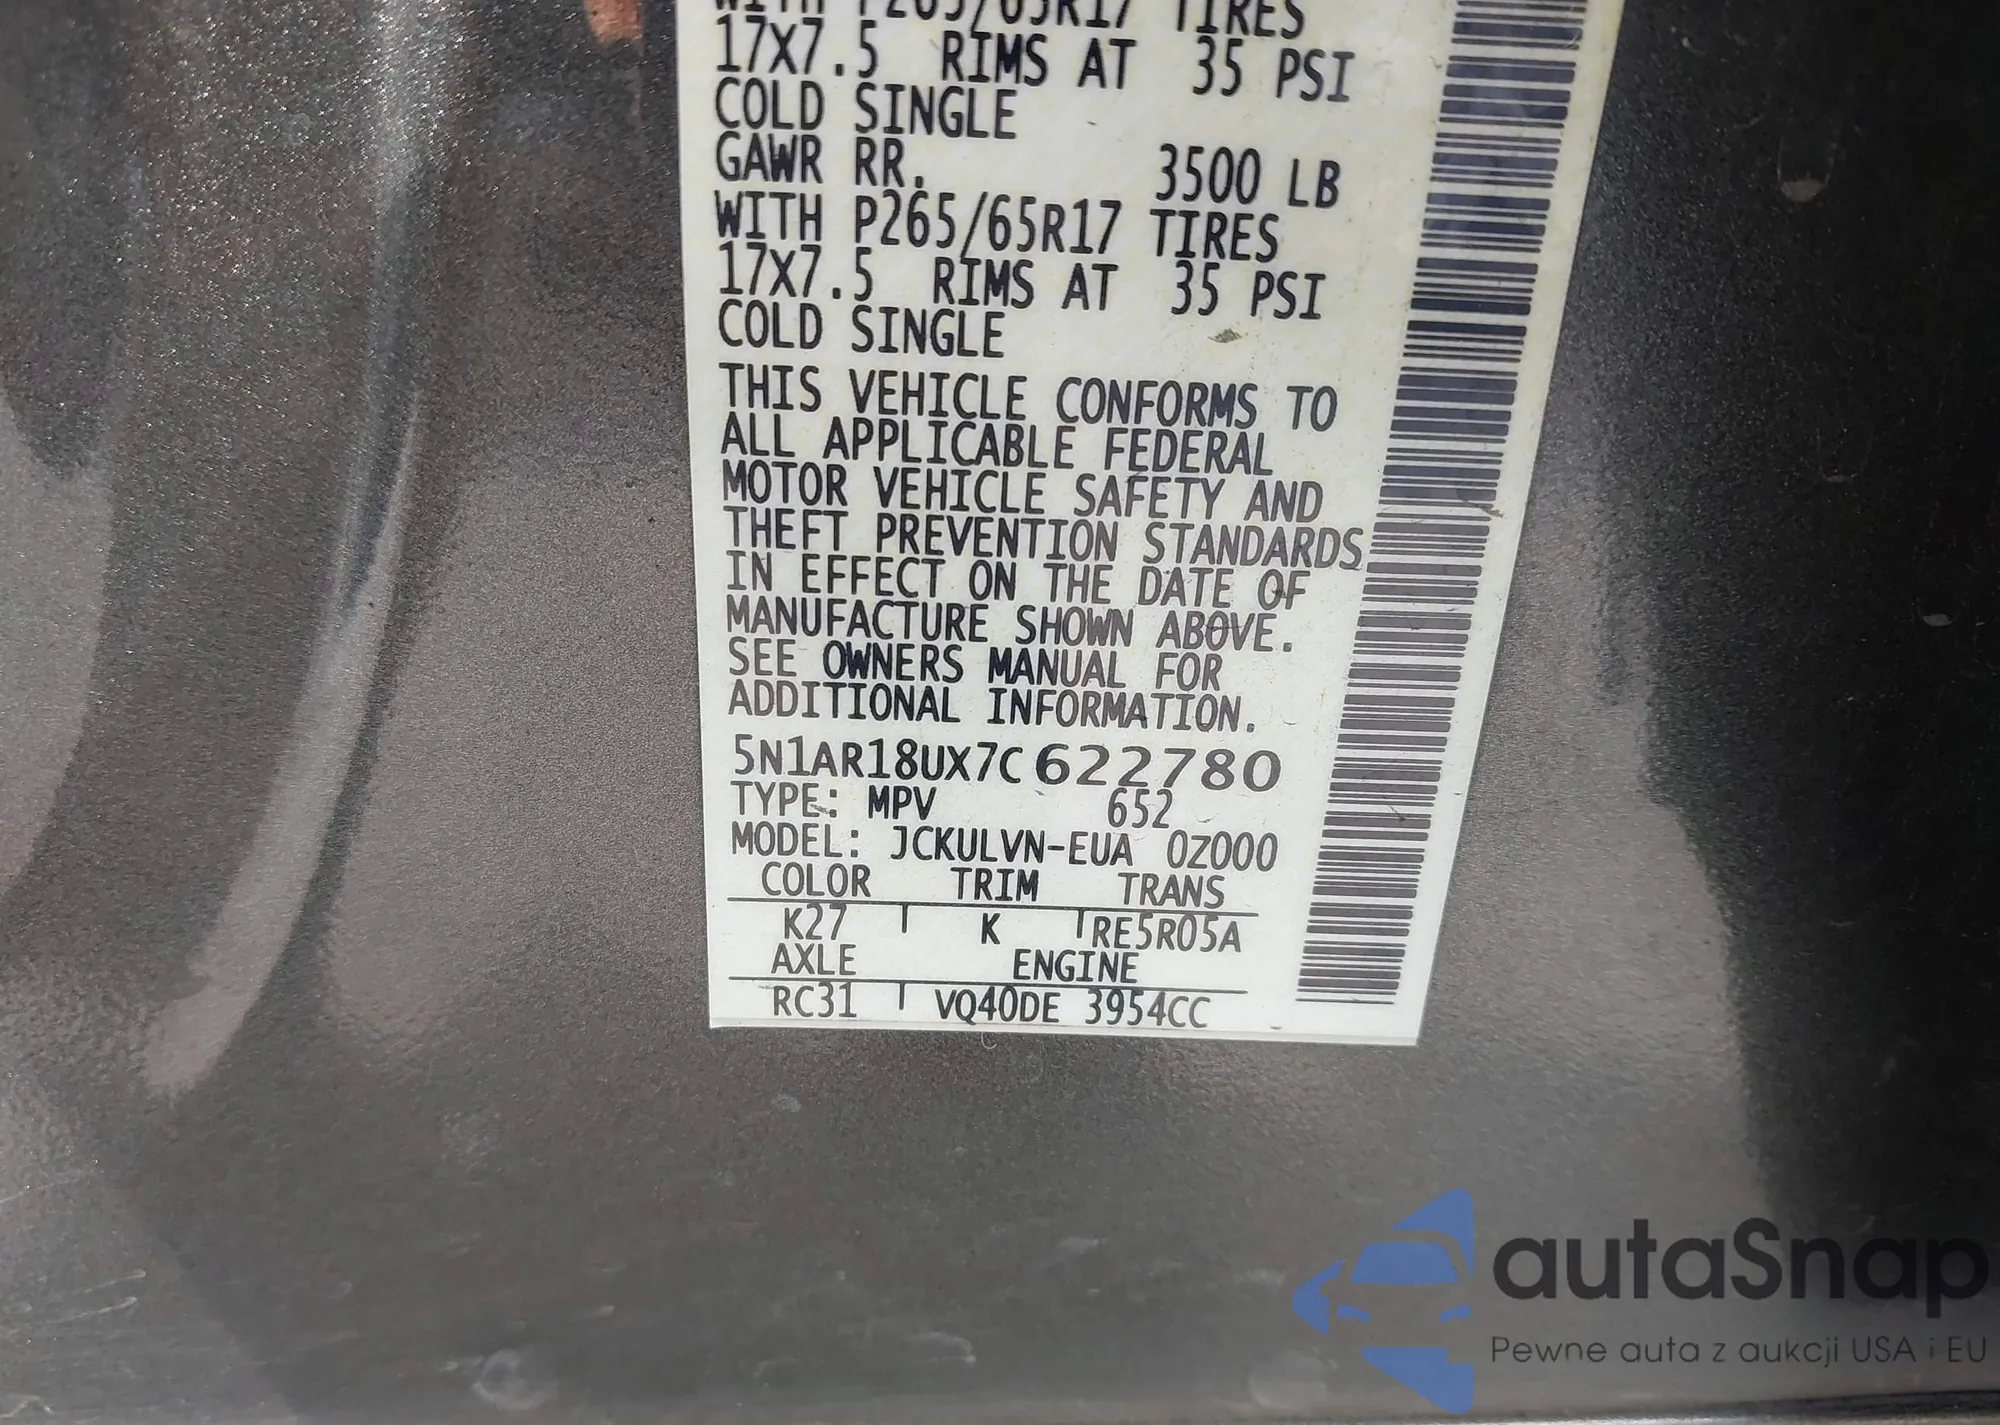 WITH P265/65R17 TIRES
17X7.5 RIMS AT 35 PSI
COLD SINGLE
GAWR RR. 3500 LB
WITH P265/65R17 TIRES
17X7.5 RIMS AT 35 PSI
COLD SINGLE
THIS VEHICLE CONFORMS TO
ALL APPLICABLE FEDERAL
MOTOR VEHICLE SAFETY AND
THEFT PREVENTION STANDARDS
IN EFFECT ON THE DATE OF
MANUFACTURE SHOWN ABOVE.
SEE OWNERS MANUAL FOR
ADDITIONAL INFORMATION.
5N1AR18UX7C622780
TYPE: MPV 652
MODEL: JCKULVN-EUA 0Z000
COLOR TRIM TRANS
K27 K RE5R05A
AXLE ENGINE
RC31 VQ40DE 3954CC
autaSnap
Pewne auta z aukcji USA i EU